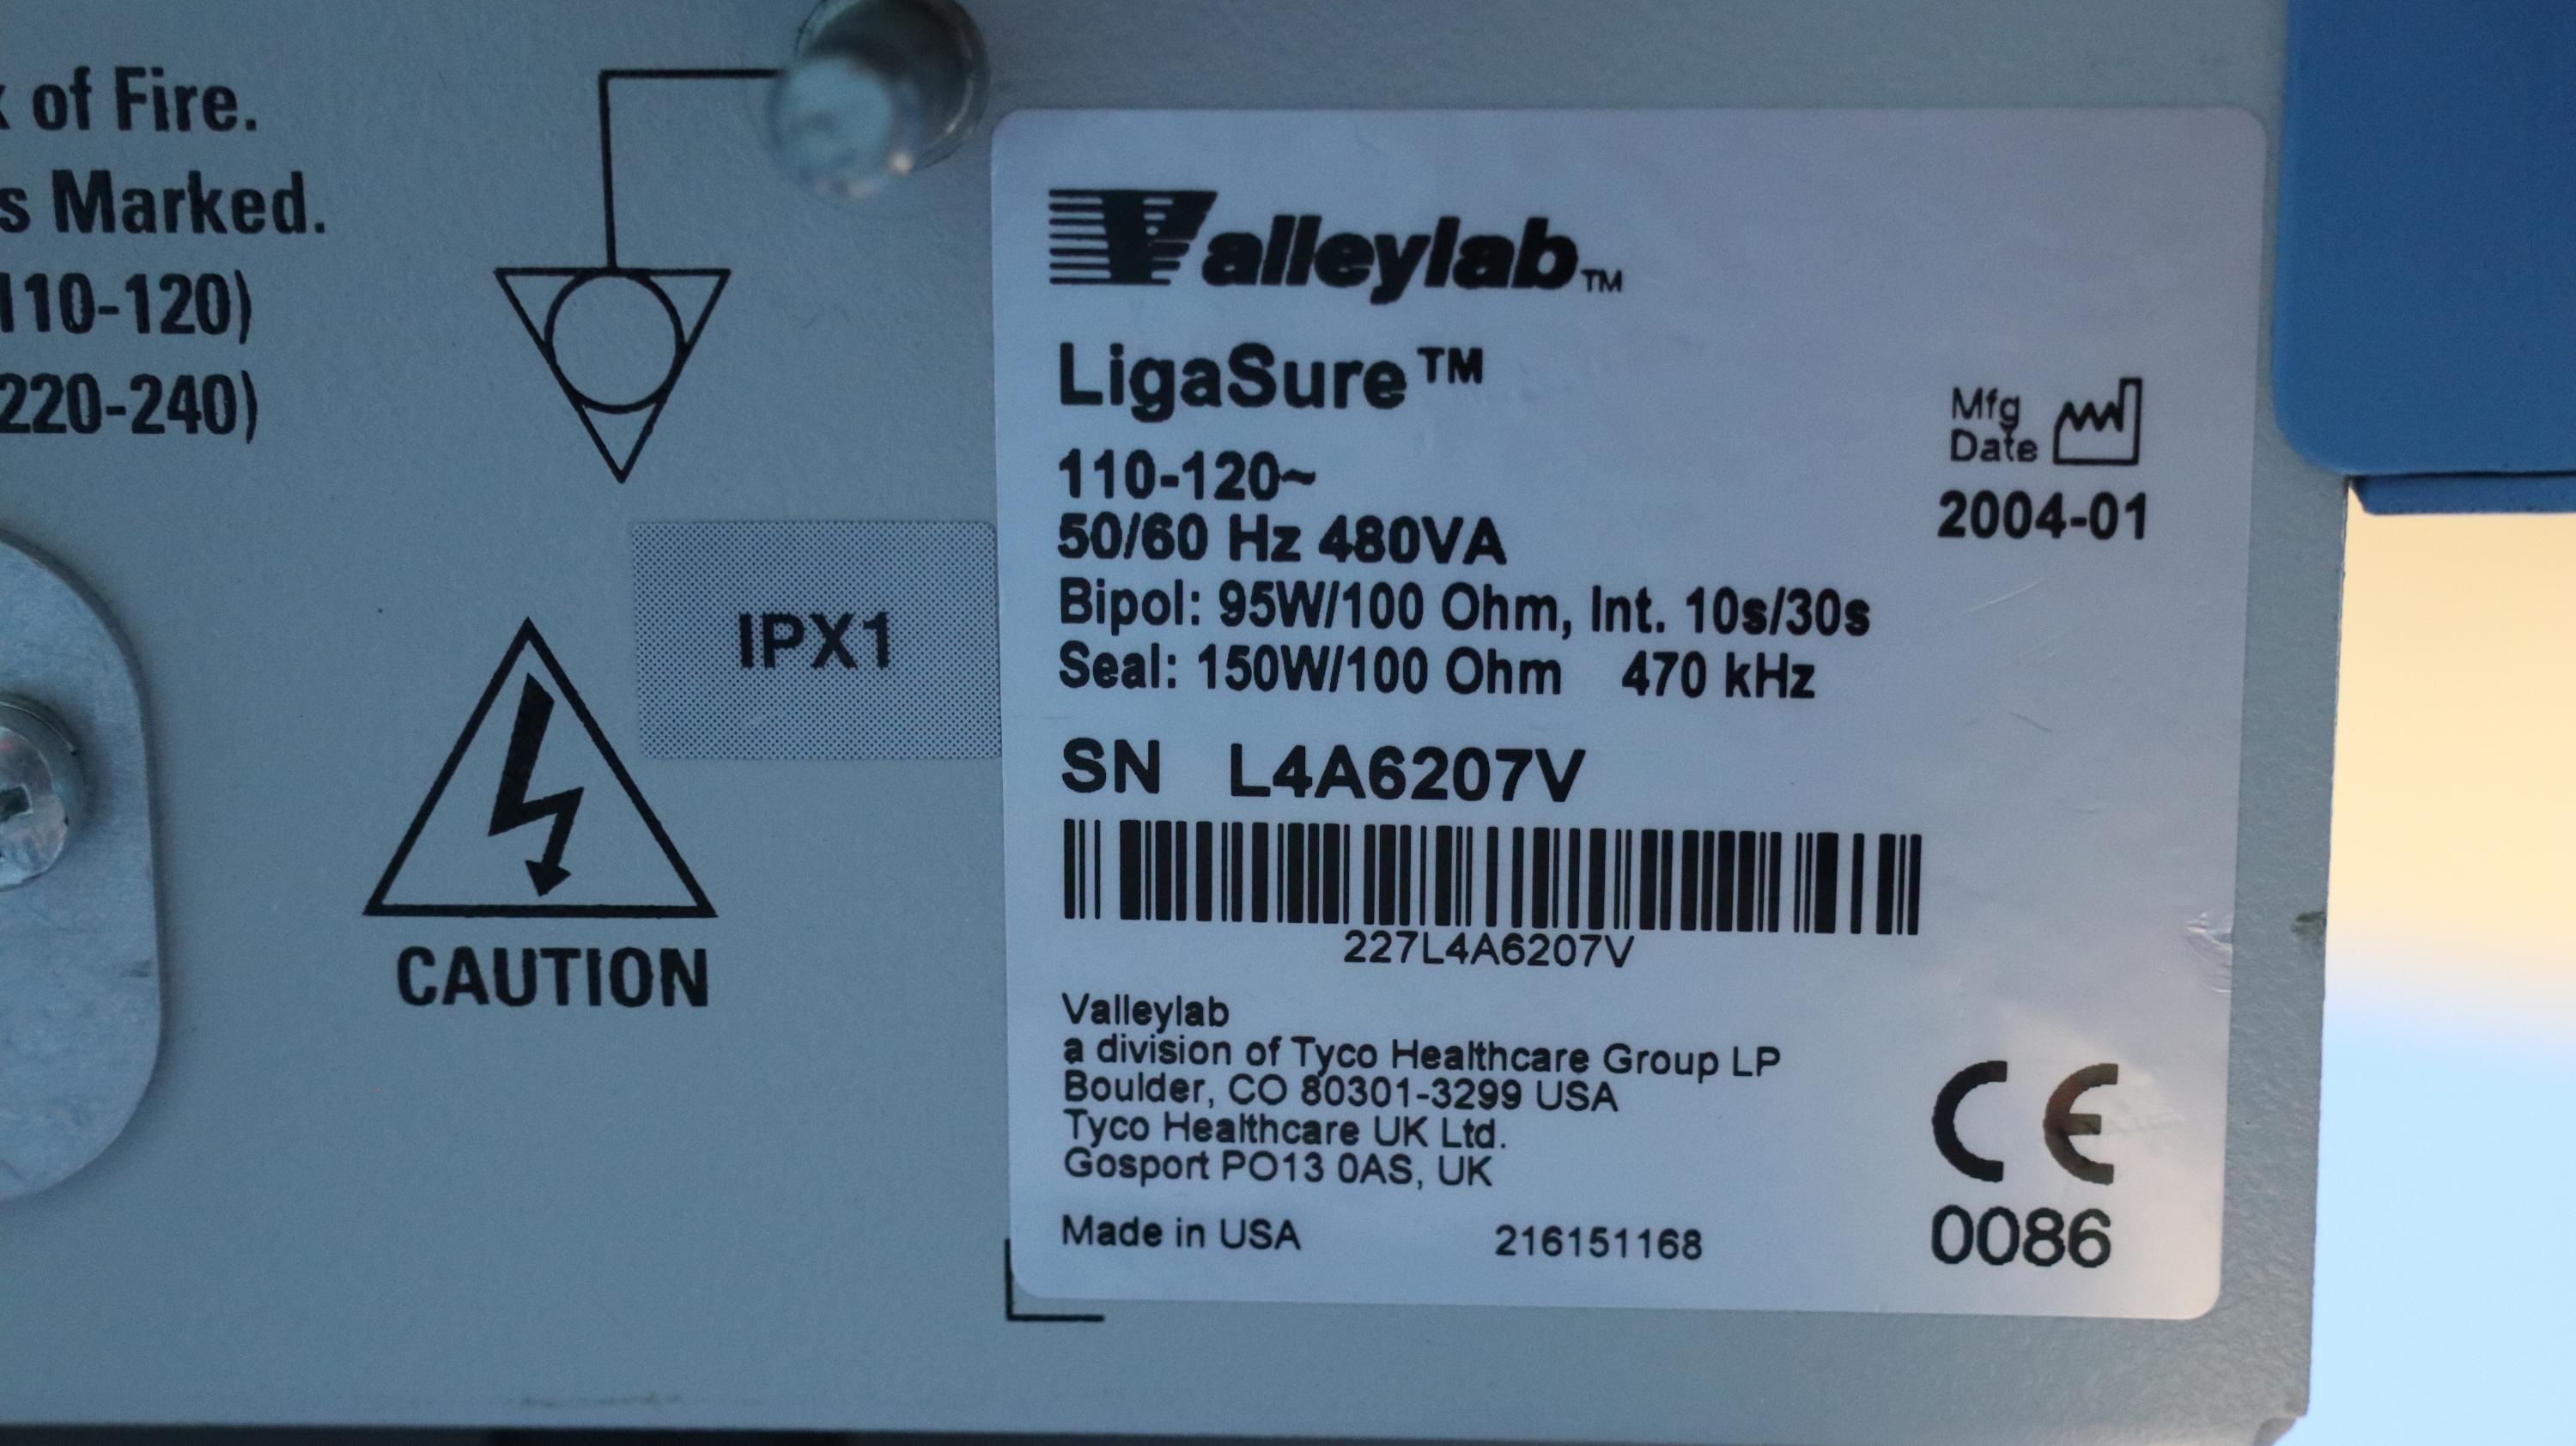 of Fire.
s Marked.
110-120)
220-240)
IPX1
CAUTION
Valleylab™
LigaSure™
Mfg
Date
2004-01
110-120~
50/60 Hz 480VA
Bipol: 95W/100 Ohm, Int. 10s/30s
Seal: 150W/100 Ohm 470 kHz
SN L4A6207V
227L4A6207V
Valleylab
a division of Tyco Healthcare Group LP
Boulder, CO 80301-3299 USA
Tyco Healthcare UK Ltd.
Gosport PO13 0AS, UK
Made in USA 216151168
CE
0086